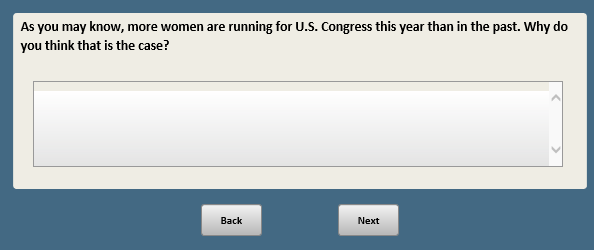 As you may know, more women are running for U.S. Congress this year than in the past. Why do
you think that is the case?
Back
Next